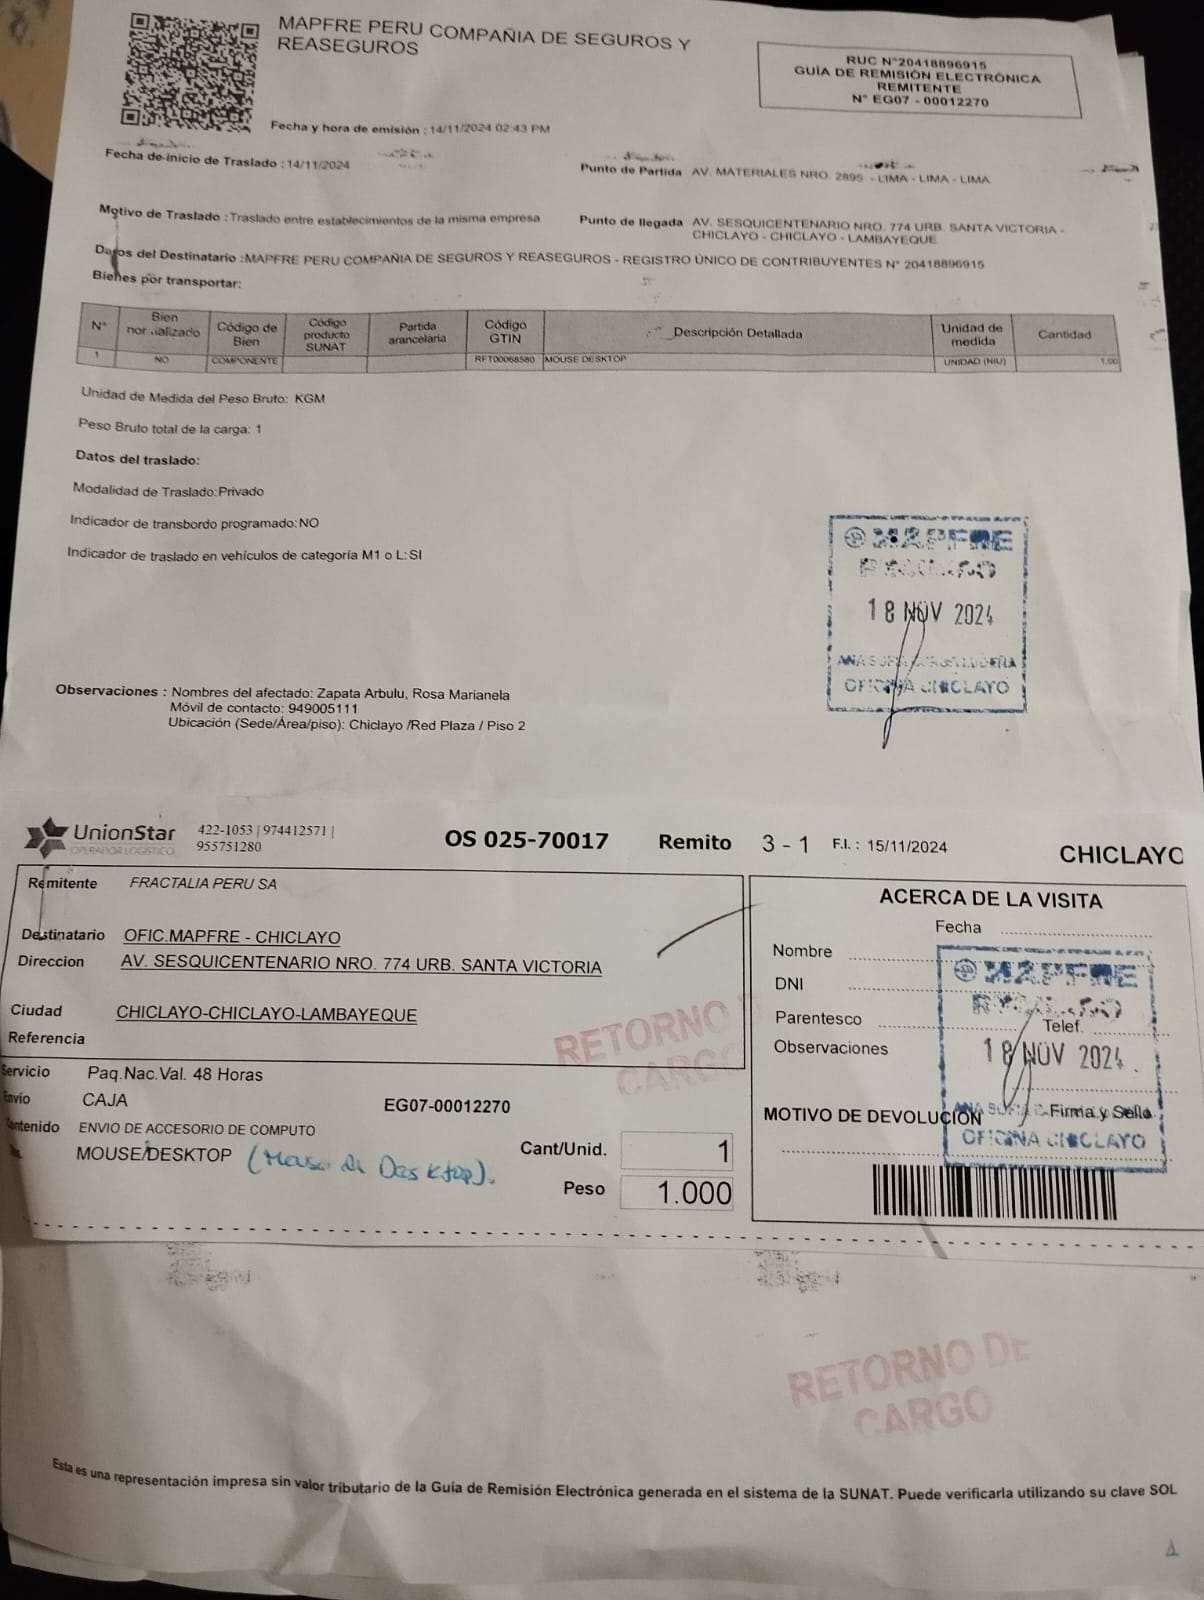 MAPFRE PERU COMPAÑIA DE SEGUROS Y
REASEGUROS
RUC N°20418896915
GUÍA DE REMISIÓN ELECTRÓNICA
REMITENTE
N° EG07 - 00012270
Fecha y hora de emisión : 14/11/2024 02:43 PM
Fecha de inicio de Traslado : 14/11/2024
Punto de Partida AV. MATERIALES NRO. 2895 - LIMA - LIMA - LIMA
Motivo de Traslado : Traslado entre establecimientos de la misma empresa
Punto de llegada AV. SESQUICENTENARIO NRO. 774 URB. SANTA VICTORIA -
CHICLAYO - CHICLAYO - LAMBAYEQUE
Datos del Destinatario :MAPFRE PERU COMPAÑIA DE SEGUROS Y REASEGUROS - REGISTRO ÚNICO DE CONTRIBUYENTES N° 20418896915
Bienes por transportar:
N° Bien normalizado Código de Bien Código producto SUNAT Partida arancelaria Código GTIN Descripción Detallada Unidad de medida Cantidad
1 NO COMPONENTE RFT00068580 MOUSE DESKTOP UNIDAD (NIU) 1.00
Unidad de Medida del Peso Bruto: KGM
Peso Bruto total de la carga: 1
Datos del traslado:
Modalidad de Traslado:Privado
Indicador de transbordo programado:NO
Indicador de traslado en vehículos de categoría M1 o L:SI
MAPFRE
18 NOV 2024
OFICINA CHICLAYO
Observaciones : Nombres del afectado: Zapata Arbulu, Rosa Marianela
Móvil de contacto: 949005111
Ubicación (Sede/Área/piso): Chiclayo /Red Plaza / Piso 2
UnionStar
OPERADOR LOGISTICO
422-1053 | 974412571 |
955751280
OS 025-70017 Remito 3 - 1 F.I. : 15/11/2024 CHICLAYO
Remitente FRACTALIA PERU SA
Destinatario OFIC.MAPFRE - CHICLAYO
Direccion AV. SESQUICENTENARIO NRO. 774 URB. SANTA VICTORIA
Ciudad CHICLAYO-CHICLAYO-LAMBAYEQUE
Referencia
RETORNO
CARGO
Servicio Paq.Nac.Val. 48 Horas
Envio CAJA EG07-00012270
Contenido ENVIO DE ACCESORIO DE COMPUTO
MOUSE/DESKTOP (Mouse de Desktop).
Cant/Unid. 1
Peso 1.000
ACERCA DE LA VISITA
Fecha
Nombre
DNI
Parentesco Telef.
Observaciones
MAPFRE
18 NOV 2024
Firma y Sello
MOTIVO DE DEVOLUCIÓN
OFICINA CHICLAYO
RETORNO DE
CARGO
Esta es una representación impresa sin valor tributario de la Guía de Remisión Electrónica generada en el sistema de la SUNAT. Puede verificarla utilizando su clave SOL